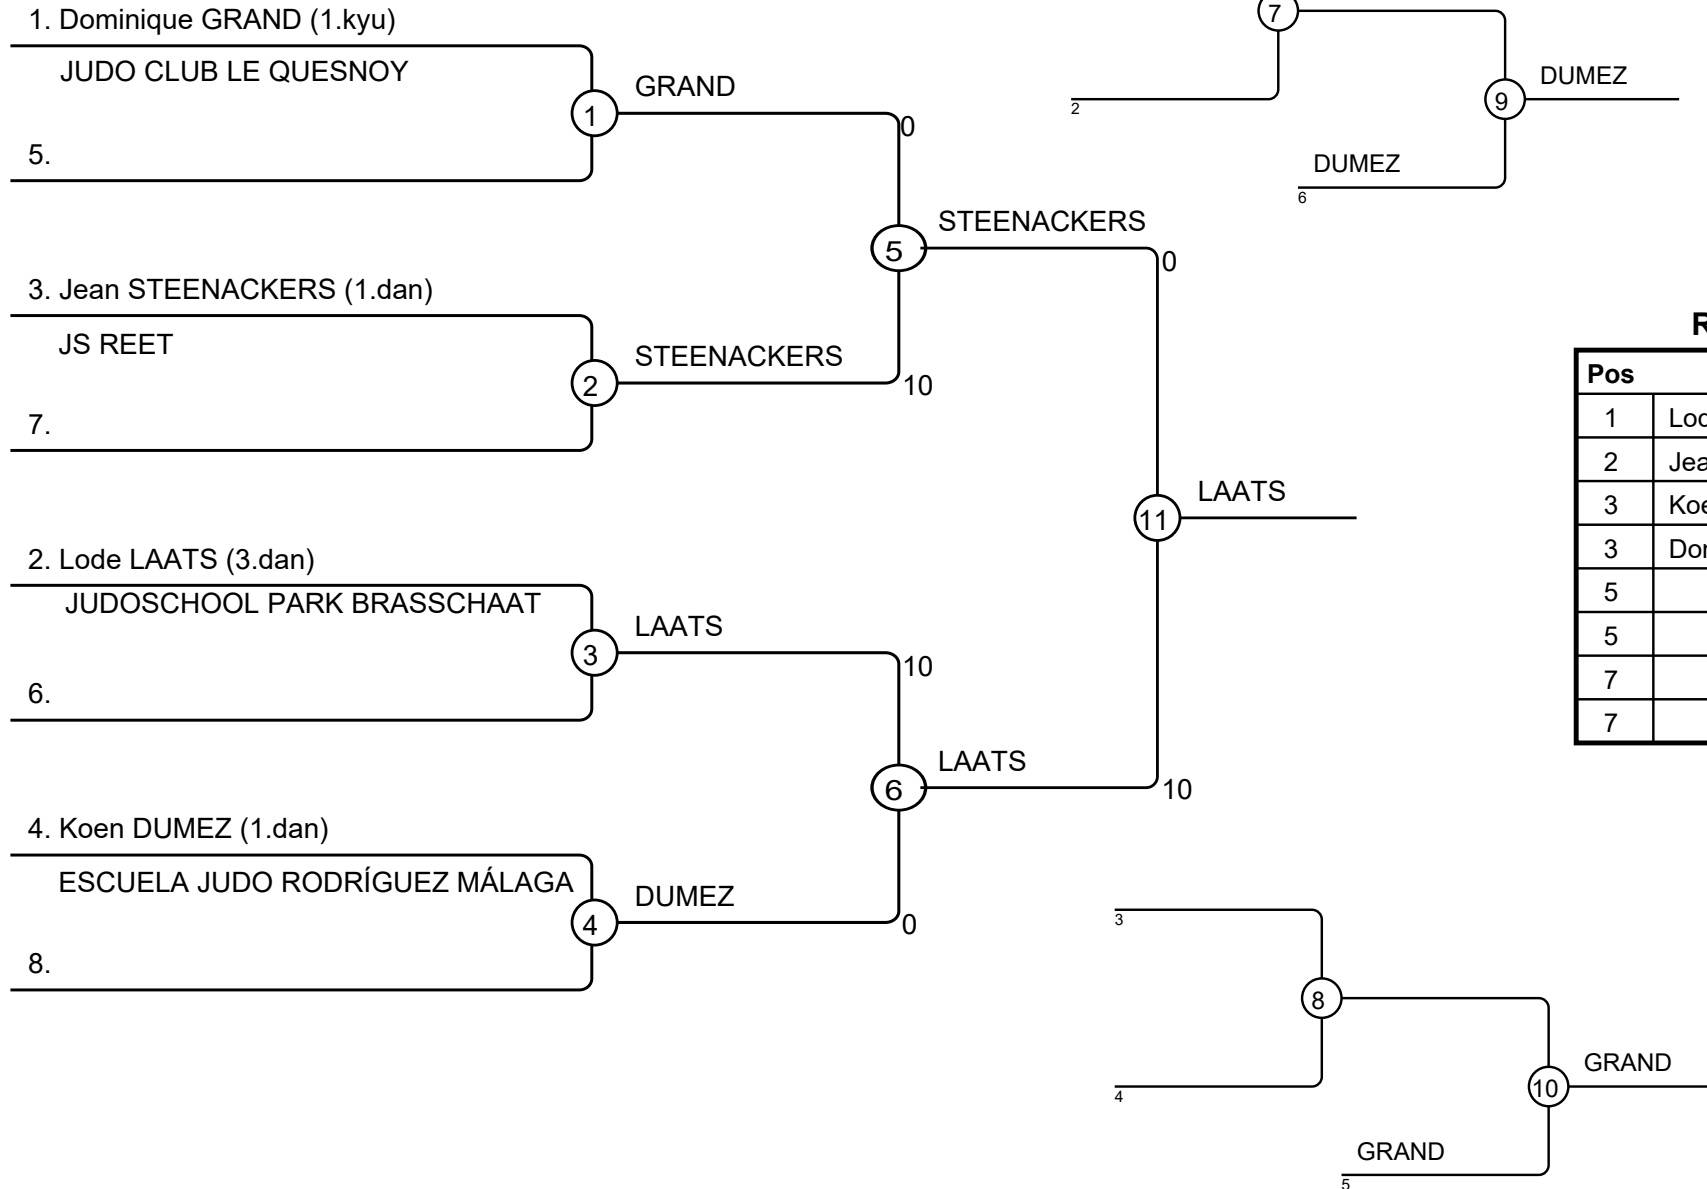 1. Dominique GRAND (1.kyu)
JUDO CLUB LE QUESNOY
1
GRAND
0
5.
5
STEENACKERS
0
3. Jean STEENACKERS (1.dan)
JS REET
2
STEENACKERS
10
7.
11
LAATS
2. Lode LAATS (3.dan)
JUDOSCHOOL PARK BRASSCHAAT
3
LAATS
10
6.
6
LAATS
10
4. Koen DUMEZ (1.dan)
ESCUELA JUDO RODRÍGUEZ MÁLAGA
4
DUMEZ
0
8.
7
2
9
DUMEZ
DUMEZ
6
R
Pos
1 Lod
2 Jea
3 Koe
3 Dor
5
5
7
7
3
8
4
10
GRAND
GRAND
5